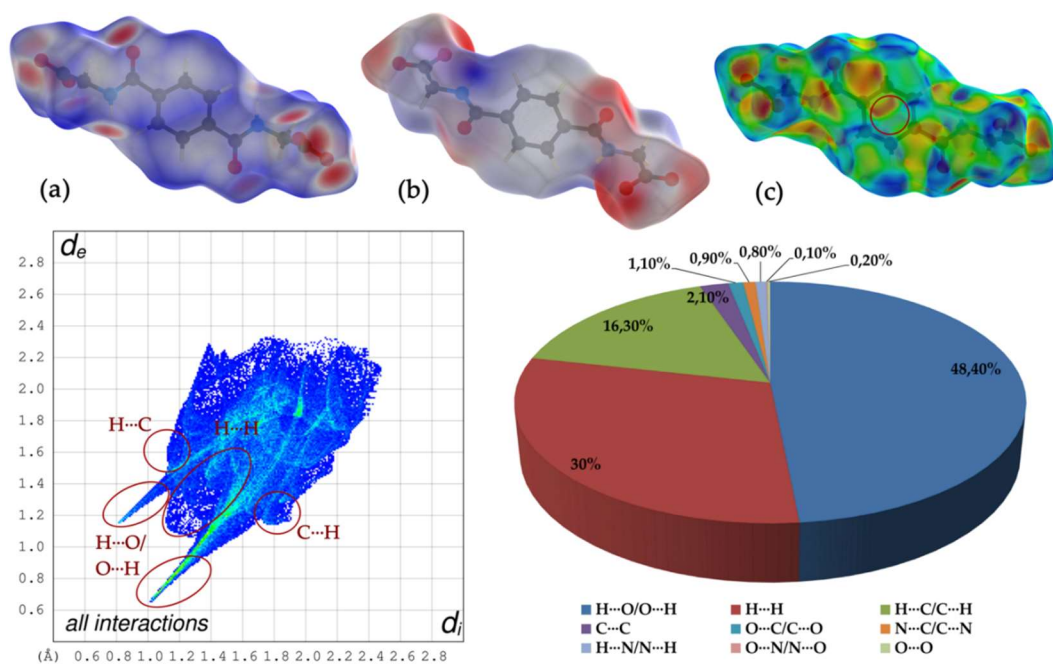 (a)
(b)
(c)
de
2.8
2.6
2.4
2.2
2.0
1.8
1.6
1.4
1.2
1.0
0.8
0.6
H···C
H···H
H···O/
O···H
C···H
all interactions
di
(Å) 0.6 0.8 1.0 1.2 1.4 1.6 1.8 2.0 2.2 2.4 2.6 2.8
0,80%
0,10%
0,90%
0,20%
1,10%
2,10%
16,30%
48,40%
30%
H···O/O···H
H···H
H···C/C···H
C···C
O···C/C···O
N···C/C···N
H···N/N···H
O···N/N···O
O···O